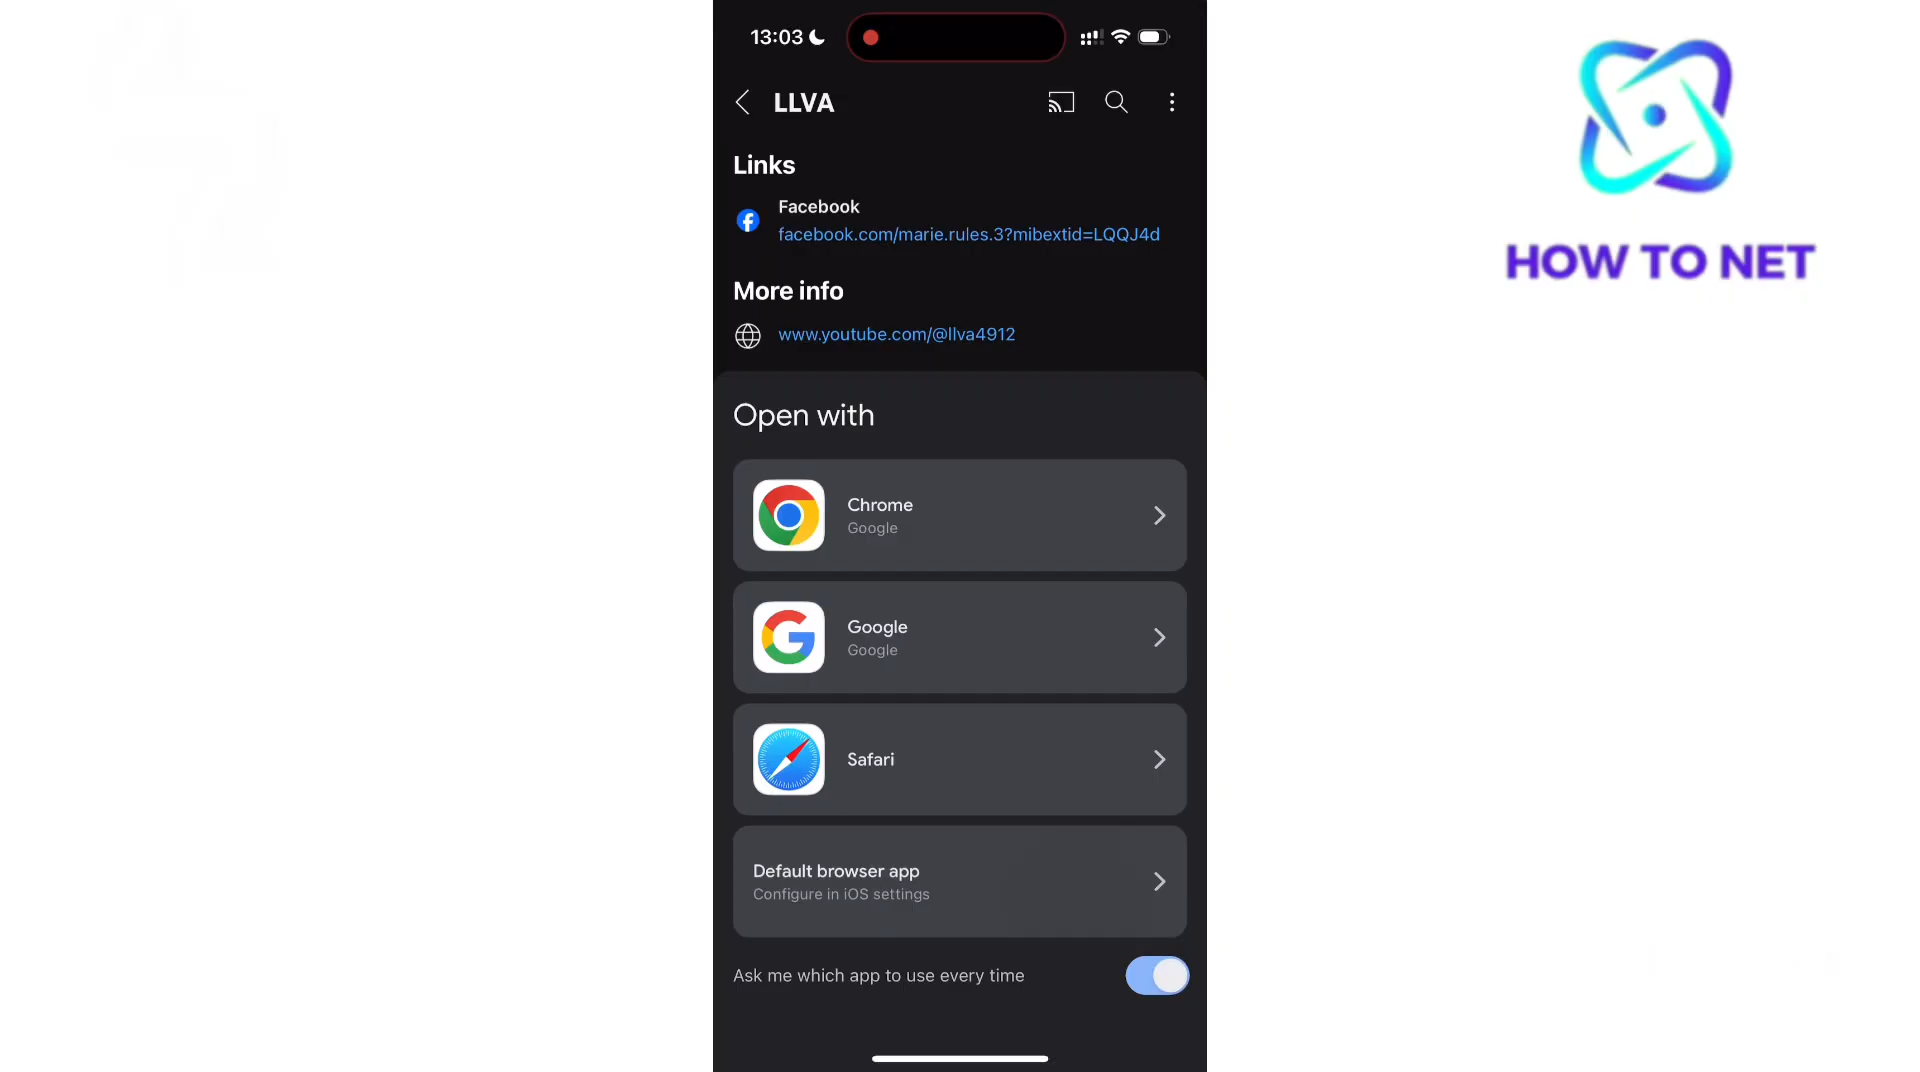 13:03
LLVA
Links
Facebook
facebook.com/marie.rules.3?mibextid=LQQJ4d
More info
www.youtube.com/@llva4912
Open with
Chrome
Google
Google
Google
Safari
Default browser app
Configure in iOS settings
Ask me which app to use every time
HOW TO NET